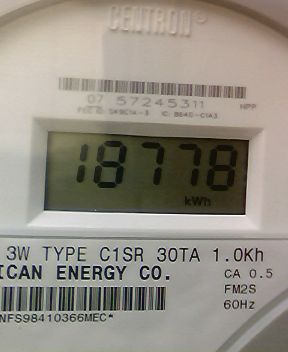 CENTRON®
07 57245311 NPP
18778
kWh
3W TYPE C1SR 30TA 1.0Kh
ICAN ENERGY CO.
CA 0.5
FM2S
60Hz
NFS98410366MEC*